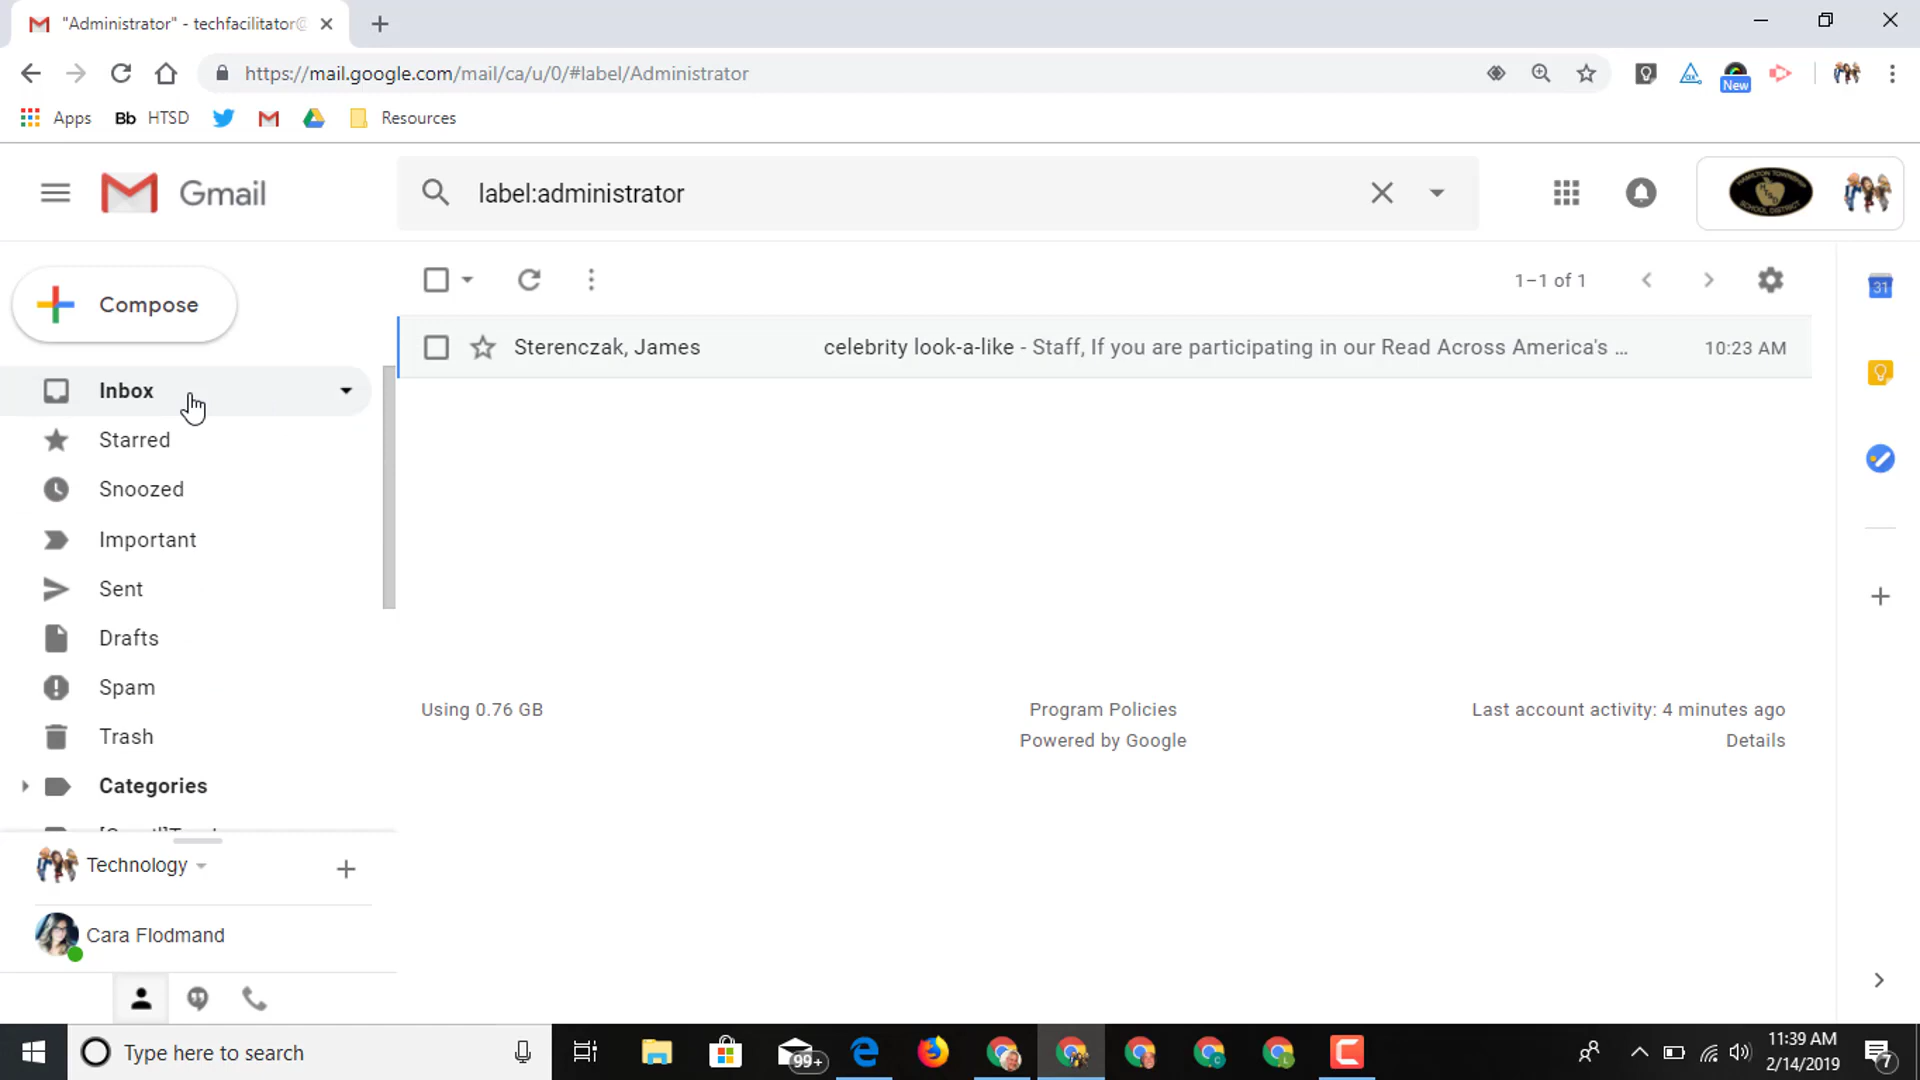 "Administrator" - techfacilitator@
https://mail.google.com/mail/ca/u/0/#label/Administrator
New
Apps
Bb HTSD
Resources
Gmail
label:administrator
HAMILTON TOWNSHIP
SCHOOL DISTRICT
Compose
1–1 of 1
31
Sterenczak, James
celebrity look-a-like - Staff, If you are participating in our Read Across America's ...
10:23 AM
Inbox
Starred
Snoozed
Important
Sent
Drafts
Spam
Trash
Categories
Using 0.76 GB
Program Policies
Powered by Google
Last account activity: 4 minutes ago
Details
Technology
Cara Flodmand
Type here to search
99+
11:39 AM
2/14/2019
7